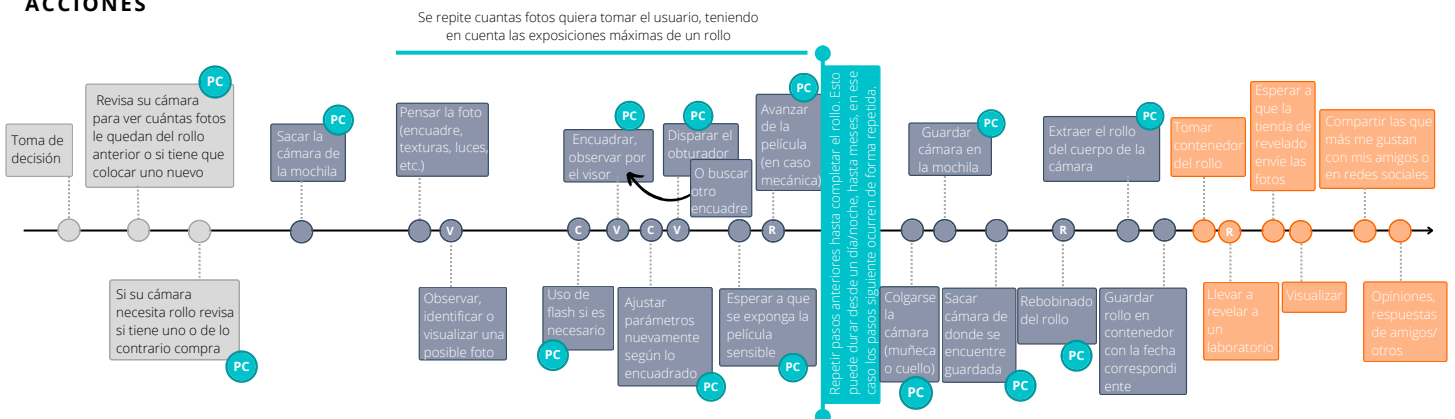 ACCIONES
Se repite cuantas fotos quiera tomar el usuario, teniendo
en cuenta las exposiciones máximas de un rollo
Toma de
decisión
Revisa su cámara
para ver cuántas fotos
le quedan del rollo
anterior o si tiene que
colocar uno nuevo
PC
Si su cámara
necesita rollo revisa
si tiene uno o de lo
contrario compra
PC
Sacar la
cámara de
la mochila
PC
Pensar la foto
(encuadre,
texturas, luces,
etc.)
V
Observar,
identificar o
visualizar una
posible foto
C
Uso de
flash si es
necesario
PC
Encuadrar,
observar por
el visor
PC
V
C
Ajustar
parámetros
nuevamente
según lo
encuadrado
PC
Disparar el
obturador
PC
O buscar
otro
encuadre
V
Esperar a que
se exponga la
película
sensible
PC
Avanzar
de la
película
(en caso
mecánica)
PC
R
Repetir pasos anteriores hasta completar el rollo. Esto
puede durar desde un día/noche, hasta meses, en ese
caso los pasos siguiente ocurren de forma repetida.
Colgarse
la
cámara
(muñeca
o cuello)
PC
Guardar
cámara en
la mochila
PC
Sacar
cámara de
donde se
encuentre
guardada
PC
R
Rebobinado
del rollo
PC
Extraer el rollo
del cuerpo de la
cámara
PC
Guardar
rollo en
contenedor
con la fecha
correspondi
ente
Tomar
contenedor
del rollo
R
Llevar a
revelar a
un
laboratorio
Esperar a
que la
tienda de
revelado
envíe las
fotos
Visualizar
Compartir las que
más me gustan
con mis amigos o
en redes sociales
Opiniones,
respuestas
de amigos/
otros